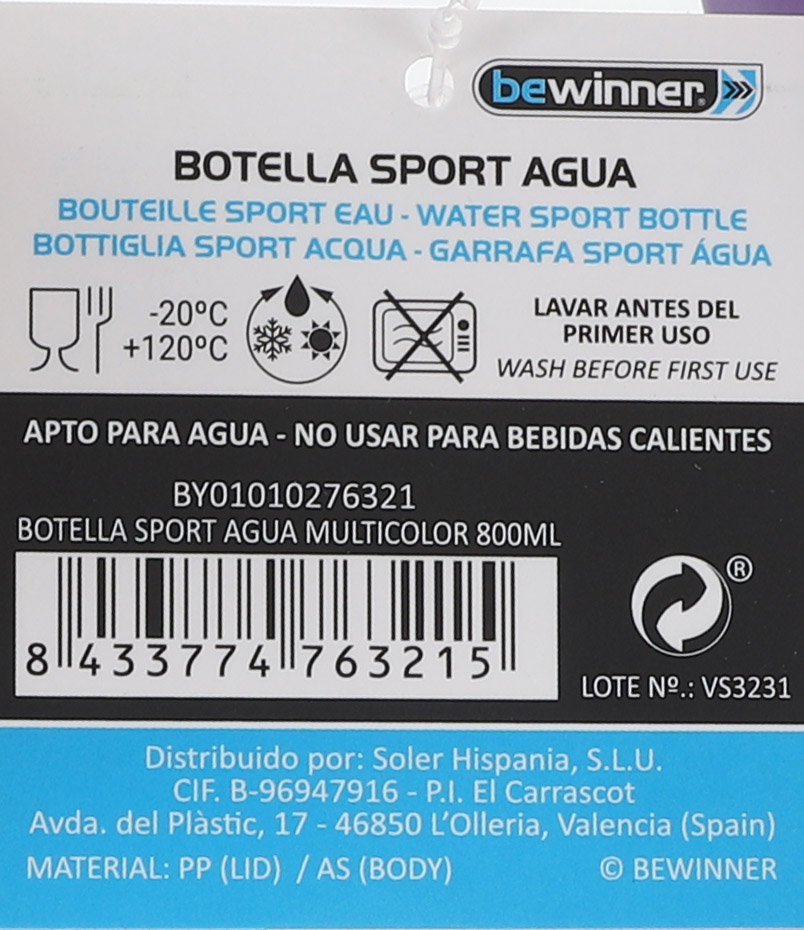 bewinner®
BOTELLA SPORT AGUA
BOUTEILLE SPORT EAU - WATER SPORT BOTTLE
BOTTIGLIA SPORT ACQUA - GARRAFA SPORT ÁGUA
-20ºC
+120ºC
LAVAR ANTES DEL
PRIMER USO
WASH BEFORE FIRST USE
APTO PARA AGUA - NO USAR PARA BEBIDAS CALIENTES
BY01010276321
BOTELLA SPORT AGUA MULTICOLOR 800ML
8 433774 763215
®
LOTE Nº.: VS3231
Distribuido por: Soler Hispania, S.L.U.
CIF. B-96947916 - P.I. El Carrascot
Avda. del Plàstic, 17 - 46850 L'Olleria, Valencia (Spain)
MATERIAL: PP (LID) / AS (BODY) © BEWINNER